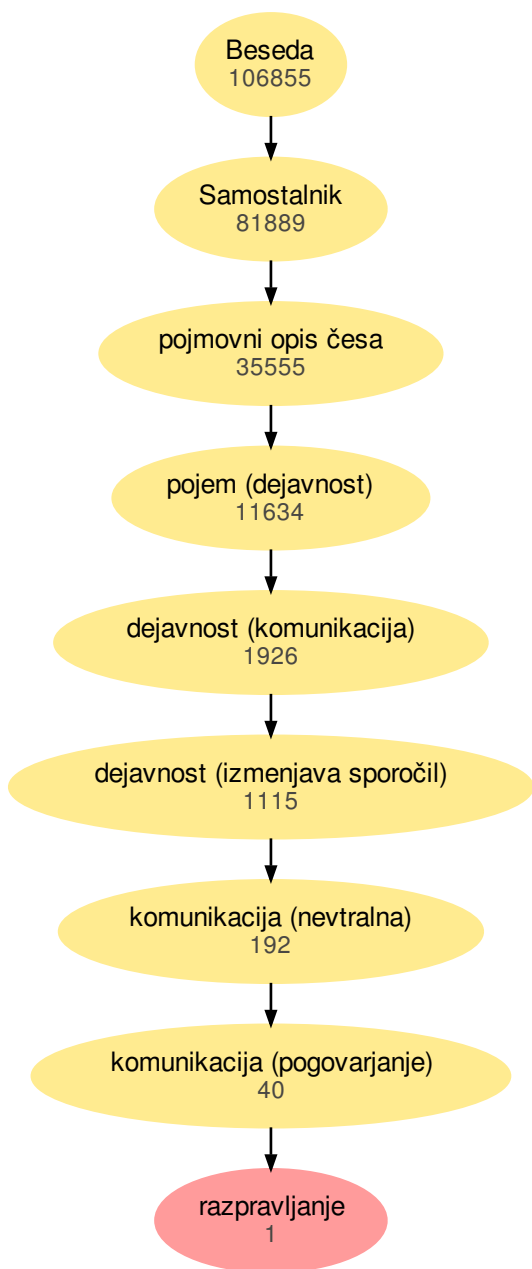 Beseda
106855
Samostalnik
81889
pojmovni opis česa
35555
pojem (dejavnost)
11634
dejavnost (komunikacija)
1926
dejavnost (izmenjava sporočil)
1115
komunikacija (nevtralna)
192
komunikacija (pogovarjanje)
40
razpravljanje
1